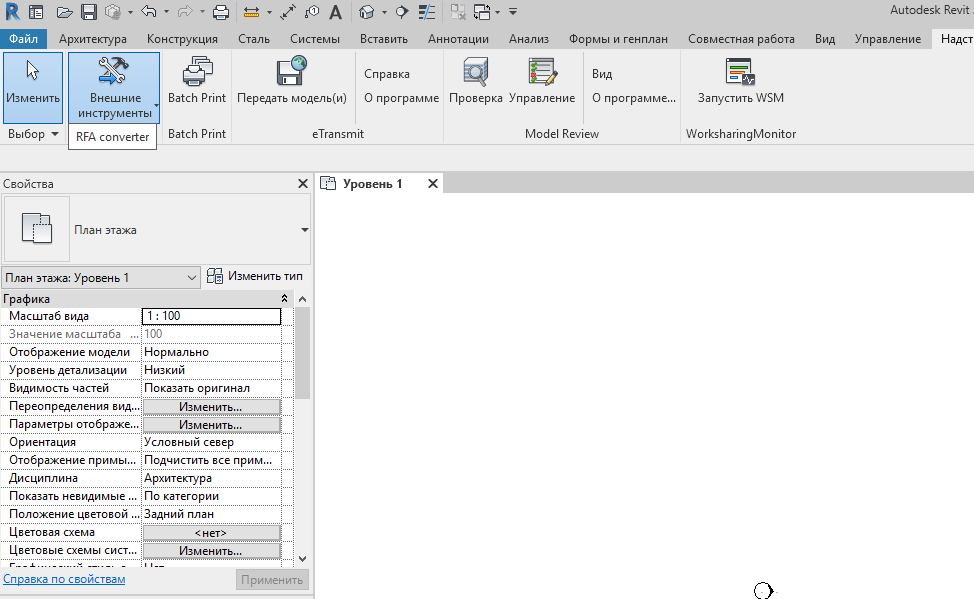 Autodesk Revit
Файл Архитектура Конструкция Сталь Системы Вставить Аннотации Анализ Формы и генплан Совместная работа Вид Управление Надст
Изменить
Внешние
инструменты
Batch Print
Передать модель(и)
Справка
О программе
Проверка
Управление
Вид
О программе...
Запустить WSM
Выбор
RFA converter
Batch Print
eTransmit
Model Review
WorksharingMonitor
Свойства
Уровень 1
План этажа
План этажа: Уровень 1
Изменить тип
Графика
Масштаб вида 1 : 100
Значение масштаба ... 100
Отображение модели Нормально
Уровень детализации Низкий
Видимость частей Показать оригинал
Переопределения вид... Изменить...
Параметры отображе... Изменить...
Ориентация Условный север
Отображение примы... Подчистить все прим...
Дисциплина Архитектура
Показать невидимые ... По категории
Положение цветовой ... Задний план
Цветовая схема <нет>
Цветовые схемы сист... Изменить...
Справка по свойствам
Применить